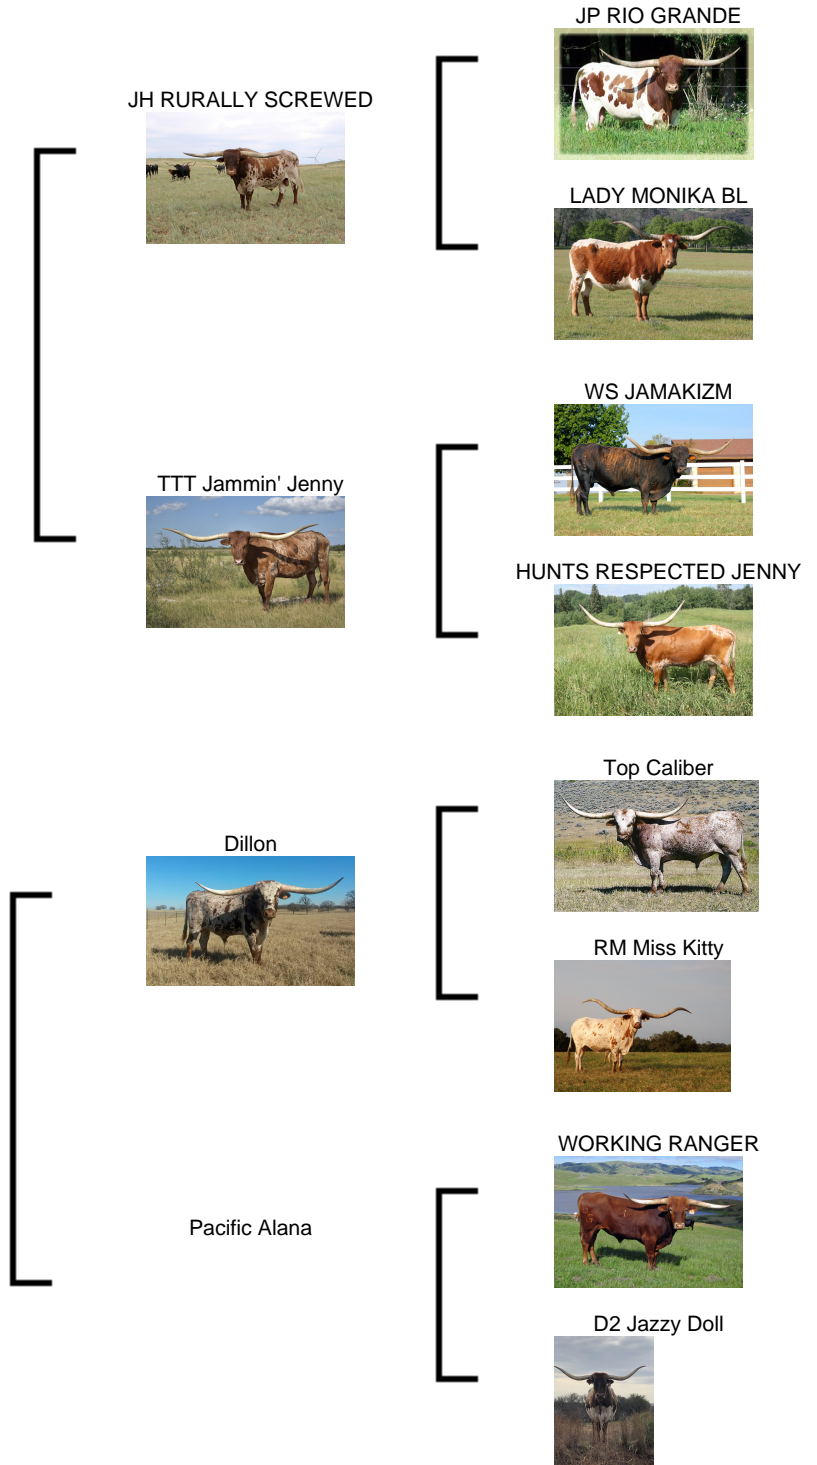 JP RIO GRANDE
JH RURALLY SCREWED
LADY MONIKA BL
WS JAMAKIZM
TTT Jammin' Jenny
HUNTS RESPECTED JENNY
Top Caliber
Dillon
RM Miss Kitty
WORKING RANGER
Pacific Alana
D2 Jazzy Doll